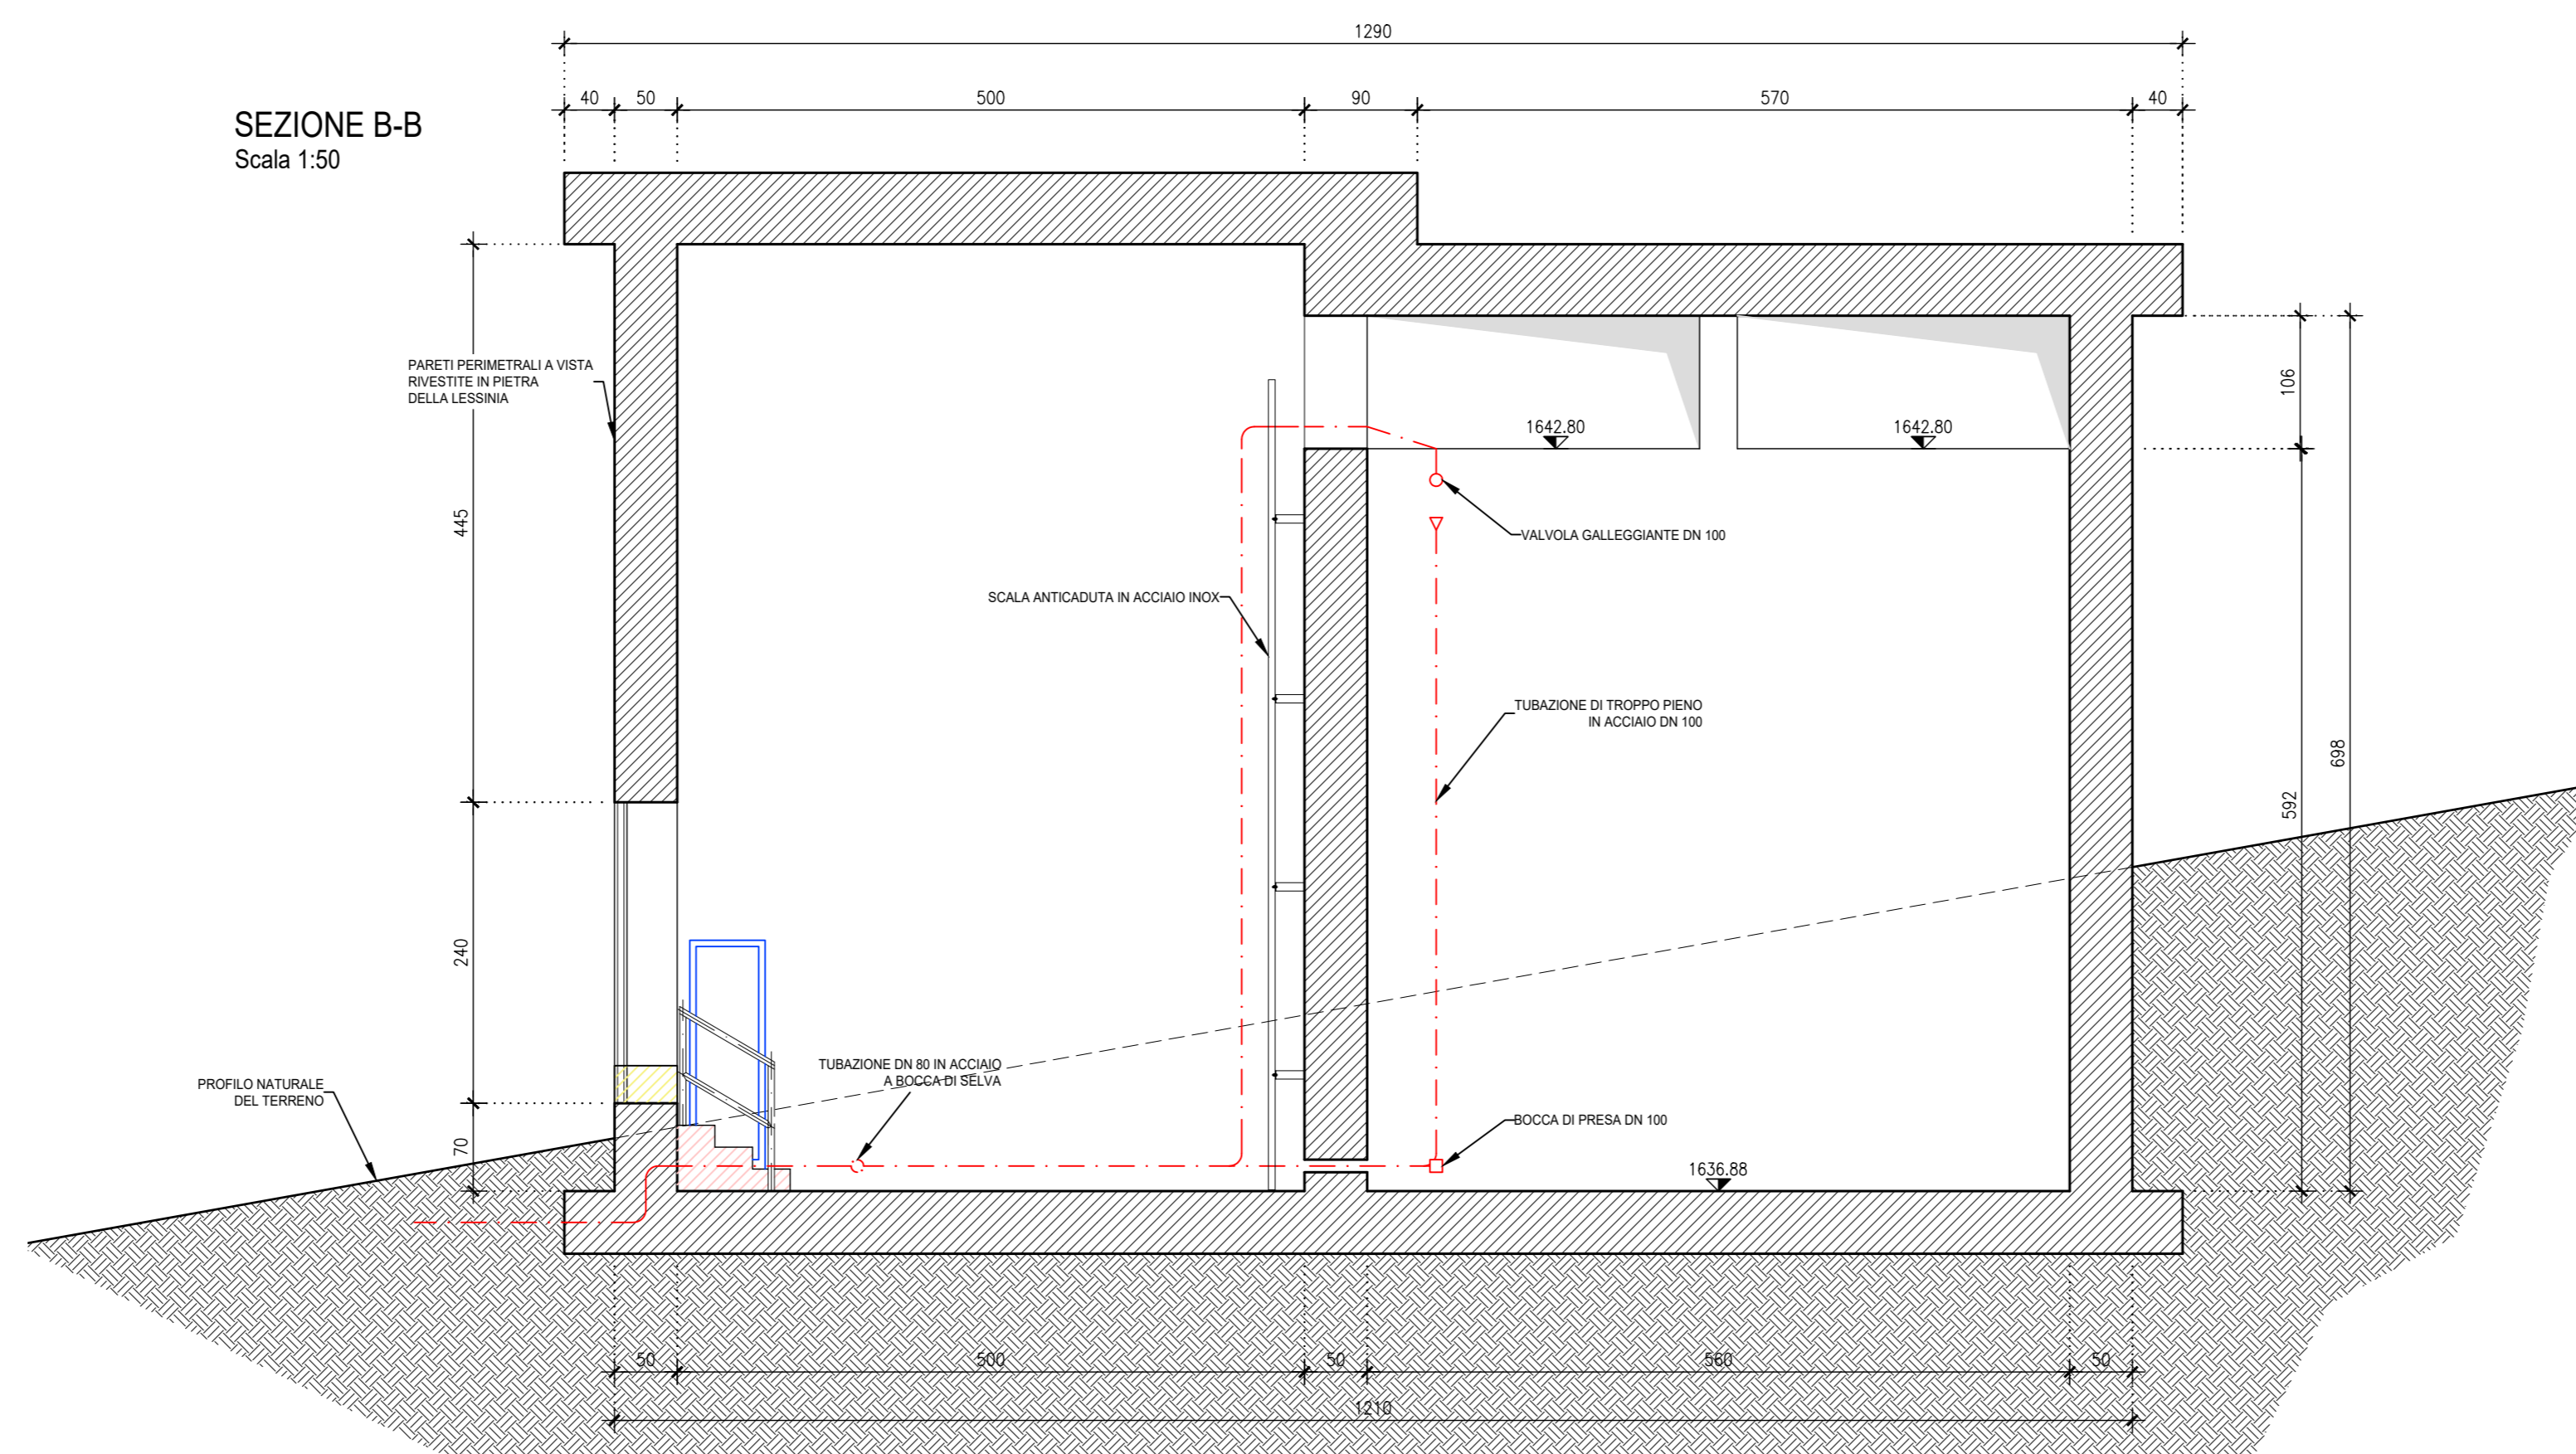 1290
40 50 500 90 570 40
SEZIONE B-B
Scala 1:50
PARETI PERIMETRALI A VISTA
RIVESTITE IN PIETRA
DELLA LESSINIA
106
1642.80 1642.80
445
VALVOLA GALLEGGIANTE DN 100
SCALA ANTICADUTA IN ACCIAIO INOX
TUBAZIONE DI TROPPO PIENO
IN ACCIAIO DN 100
698
592
240
TUBAZIONE DN 80 IN ACCIAIO
A BOCCA DI SELVA
PROFILO NATURALE
DEL TERRENO
BOCCA DI PRESA DN 100
70
1636.88
50 500 50 560 50
1210